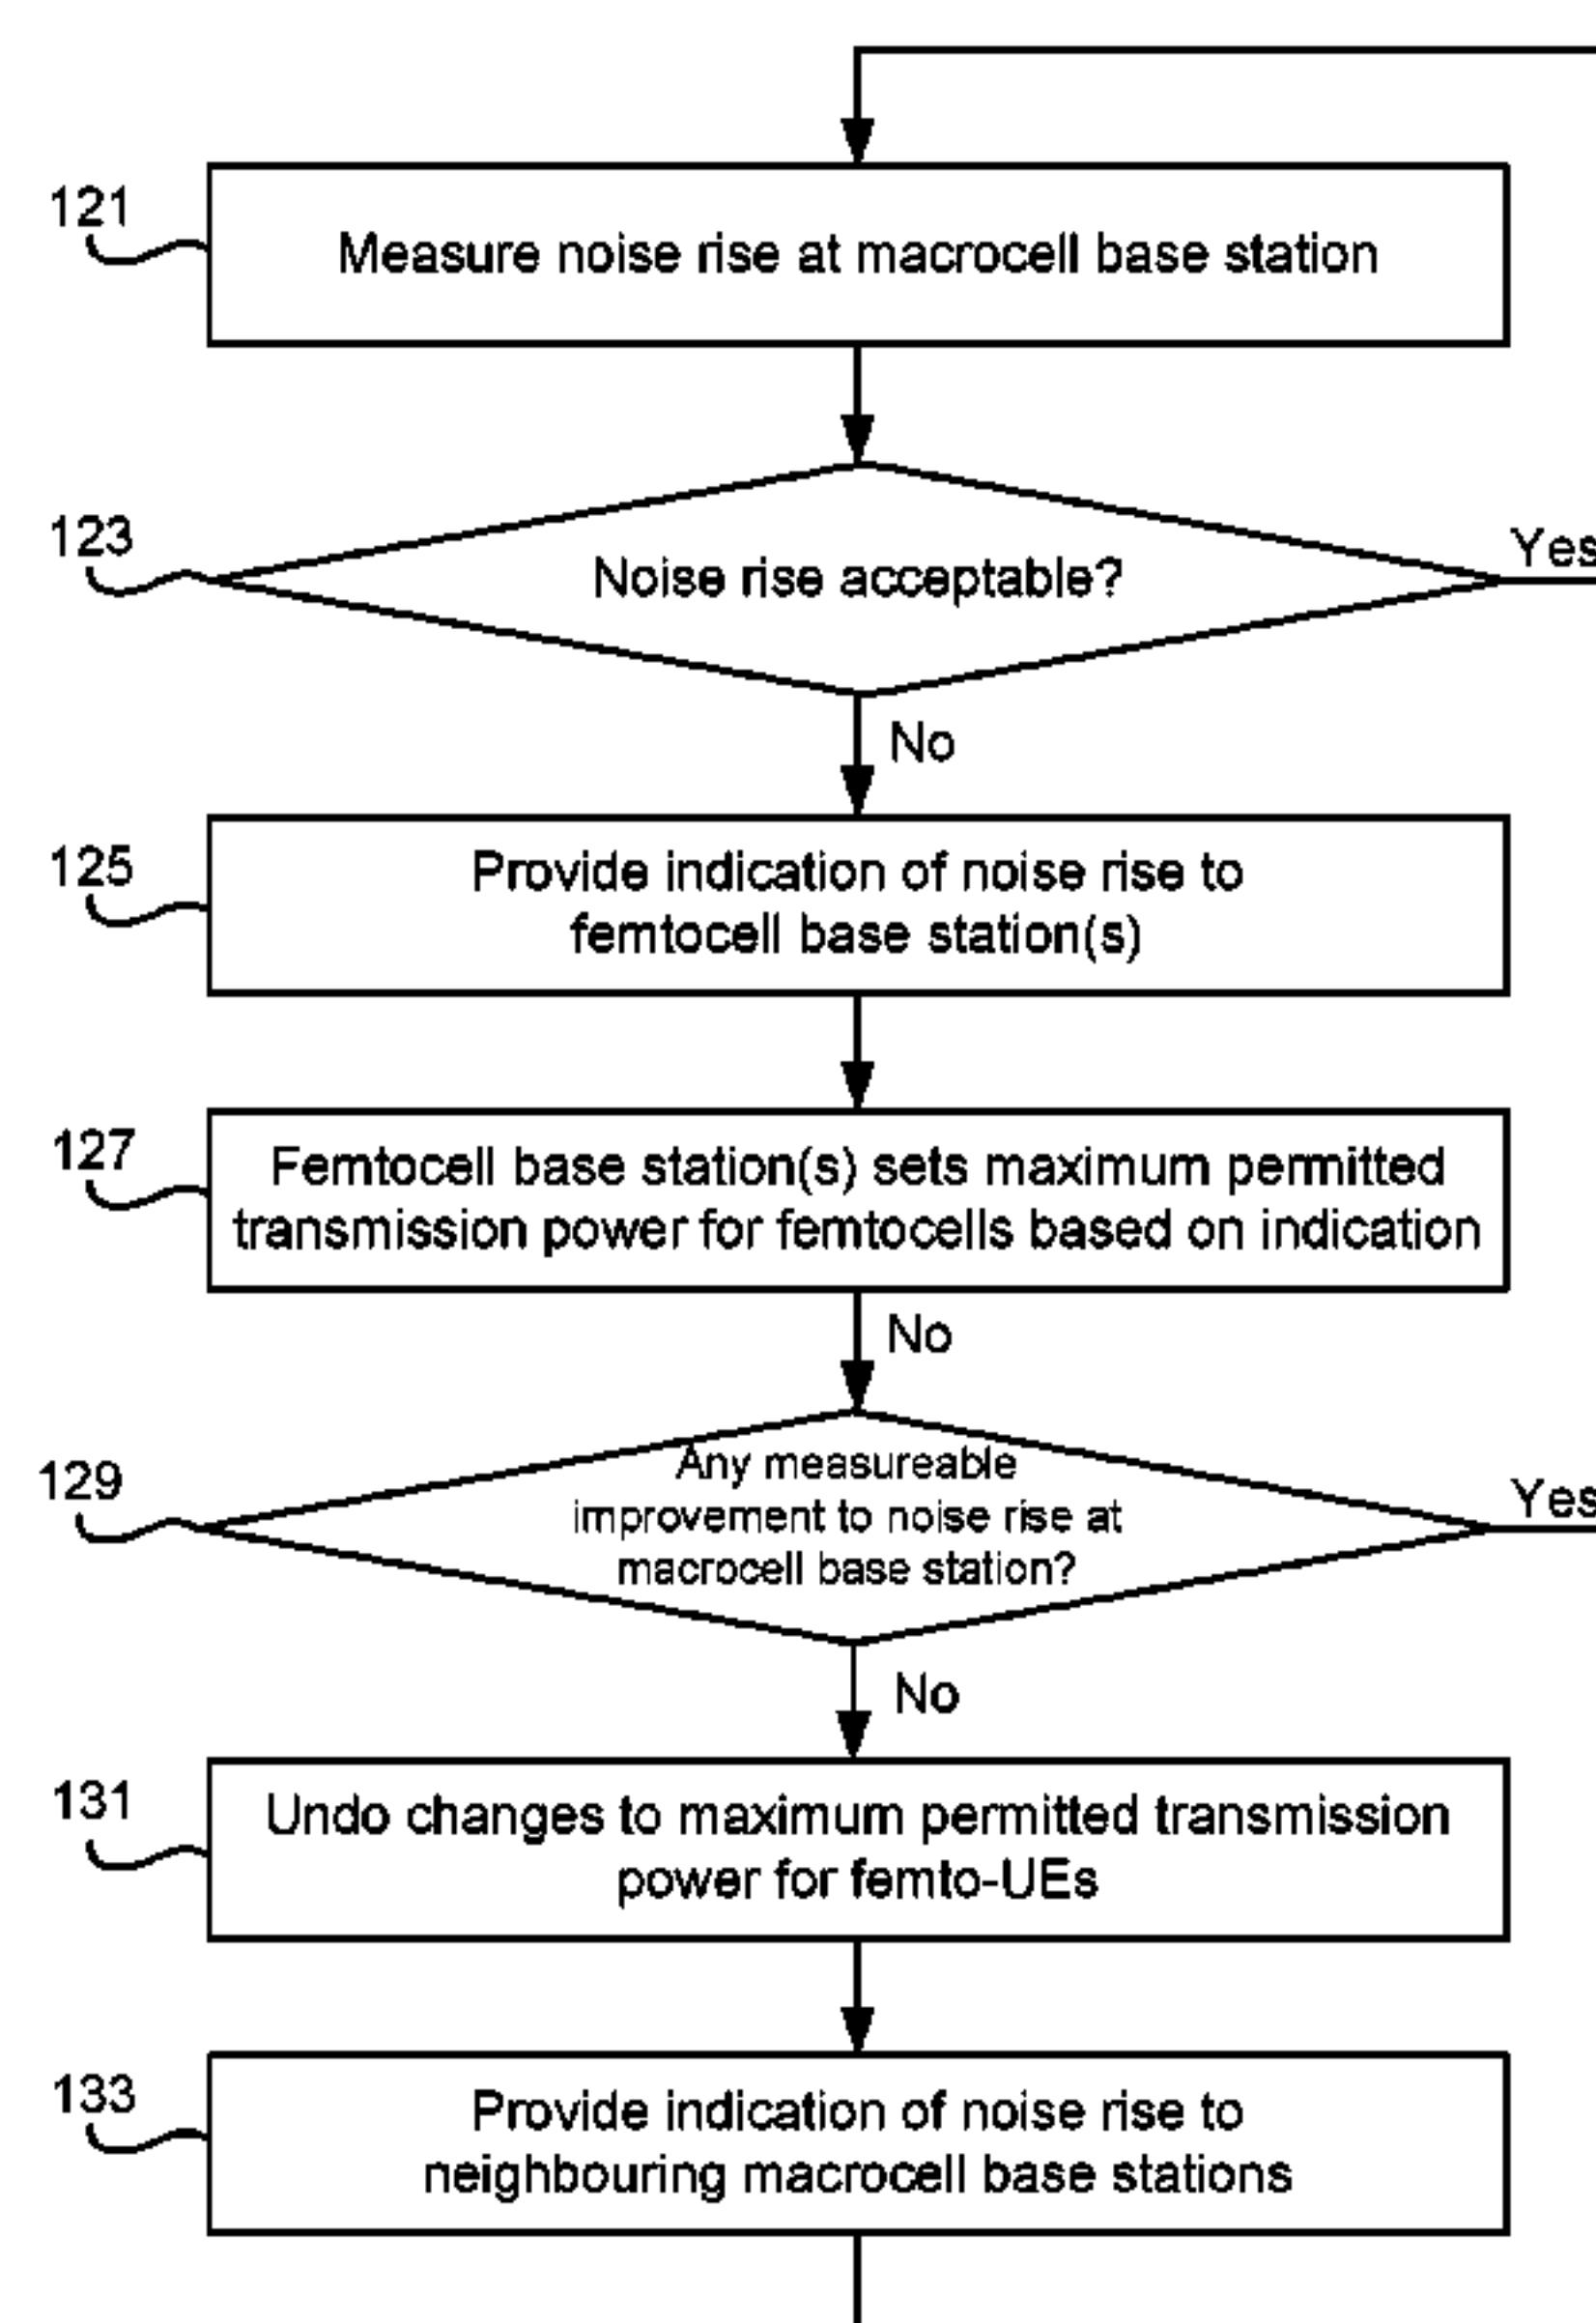 121
Measure noise rise at macrocell base station
123
Noise rise acceptable?
Yes
No
125
Provide indication of noise rise to
femtocell base station(s)
127
Femtocell base station(s) sets maximum permitted
transmission power for femtocells based on indication
No
129
Any measureable
improvement to noise rise at
macrocell base station?
Yes
No
131
Undo changes to maximum permitted transmission
power for femto-UEs
133
Provide indication of noise rise to
neighbouring macrocell base stations